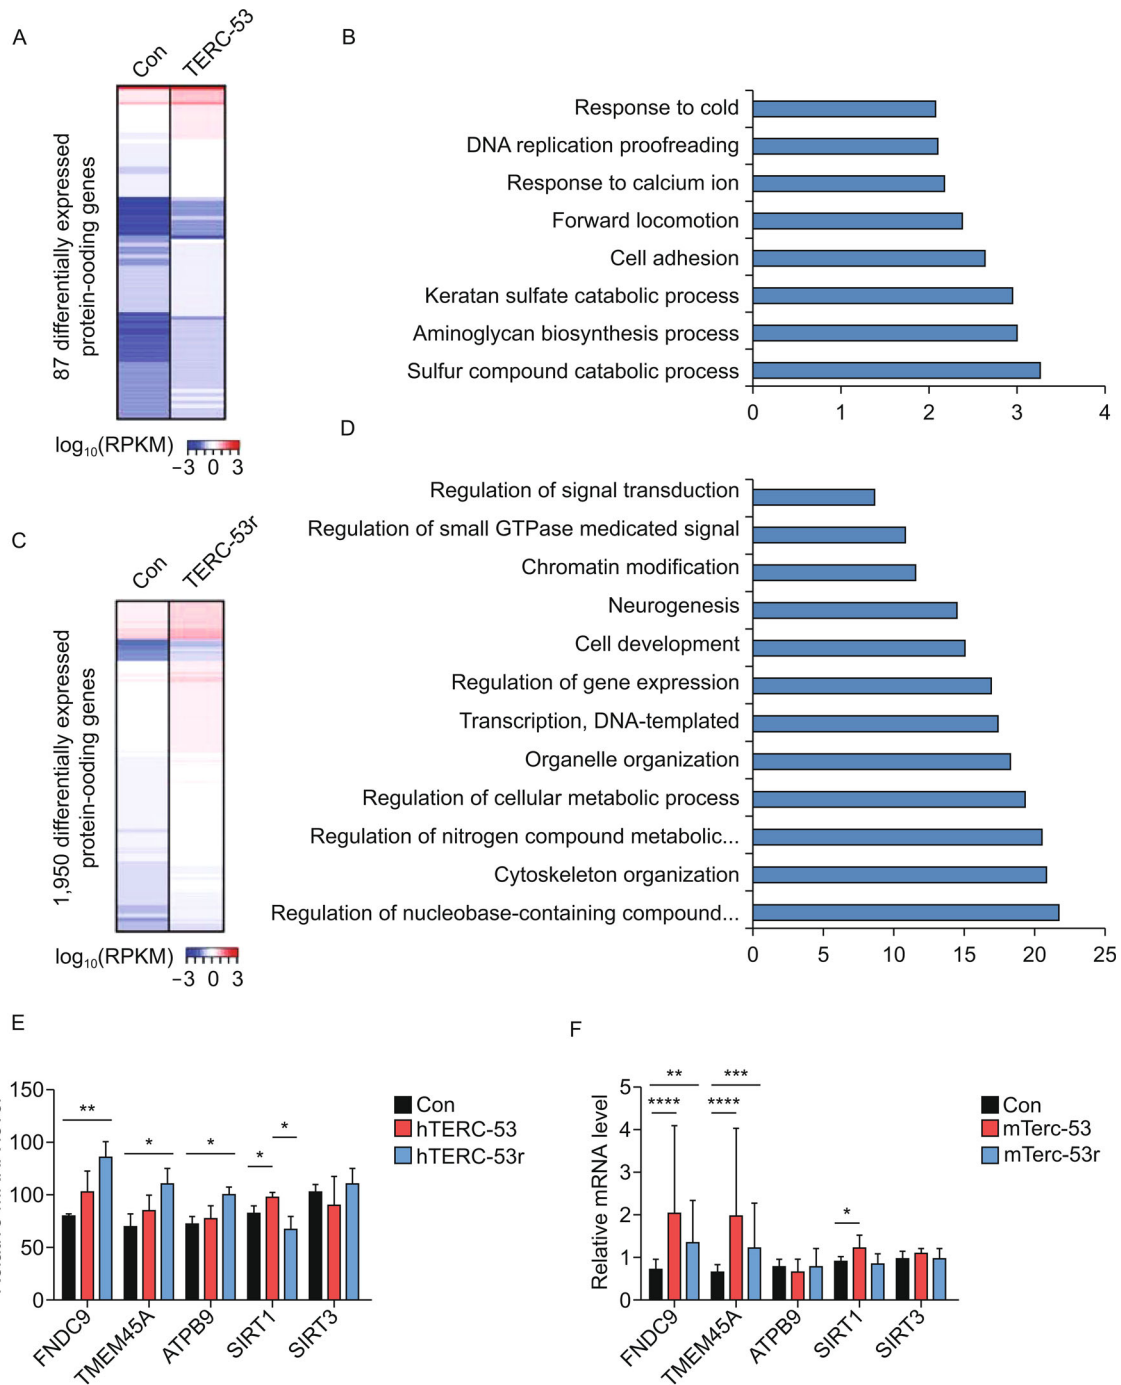 A
Con
TERC-53
87 differentially expressed
protein-ooding genes
log10(RPKM)
−3 0 3
B
Response to cold
DNA replication proofreading
Response to calcium ion
Forward locomotion
Cell adhesion
Keratan sulfate catabolic process
Aminoglycan biosynthesis process
Sulfur compound catabolic process
0 1 2 3 4
C
Con
TERC-53r
1,950 differentially expressed
protein-ooding genes
log10(RPKM)
−3 0 3
D
Regulation of signal transduction
Regulation of small GTPase medicated signal
Chromatin modification
Neurogenesis
Cell development
Regulation of gene expression
Transcription, DNA-templated
Organelle organization
Regulation of cellular metabolic process
Regulation of nitrogen compound metabolic...
Cytoskeleton organization
Regulation of nucleobase-containing compound...
0 5 10 15 20 25
E
150
100
100
50
0
** * * * *
Con
hTERC-53
hTERC-53r
FNDC9
TMEM45A
ATPB9
SIRT1
SIRT3
F
Relative mRNA level
5
4
3
2
1
0
** ***
**** ****
*
Con
mTerc-53
mTerc-53r
FNDC9
TMEM45A
ATPB9
SIRT1
SIRT3